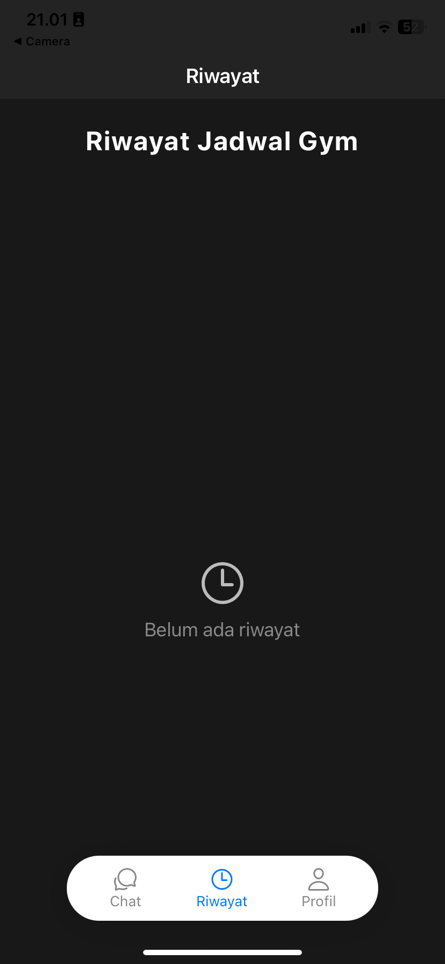 21.01
◀ Camera
Riwayat
Riwayat Jadwal Gym
Belum ada riwayat
Chat
Riwayat
Profil